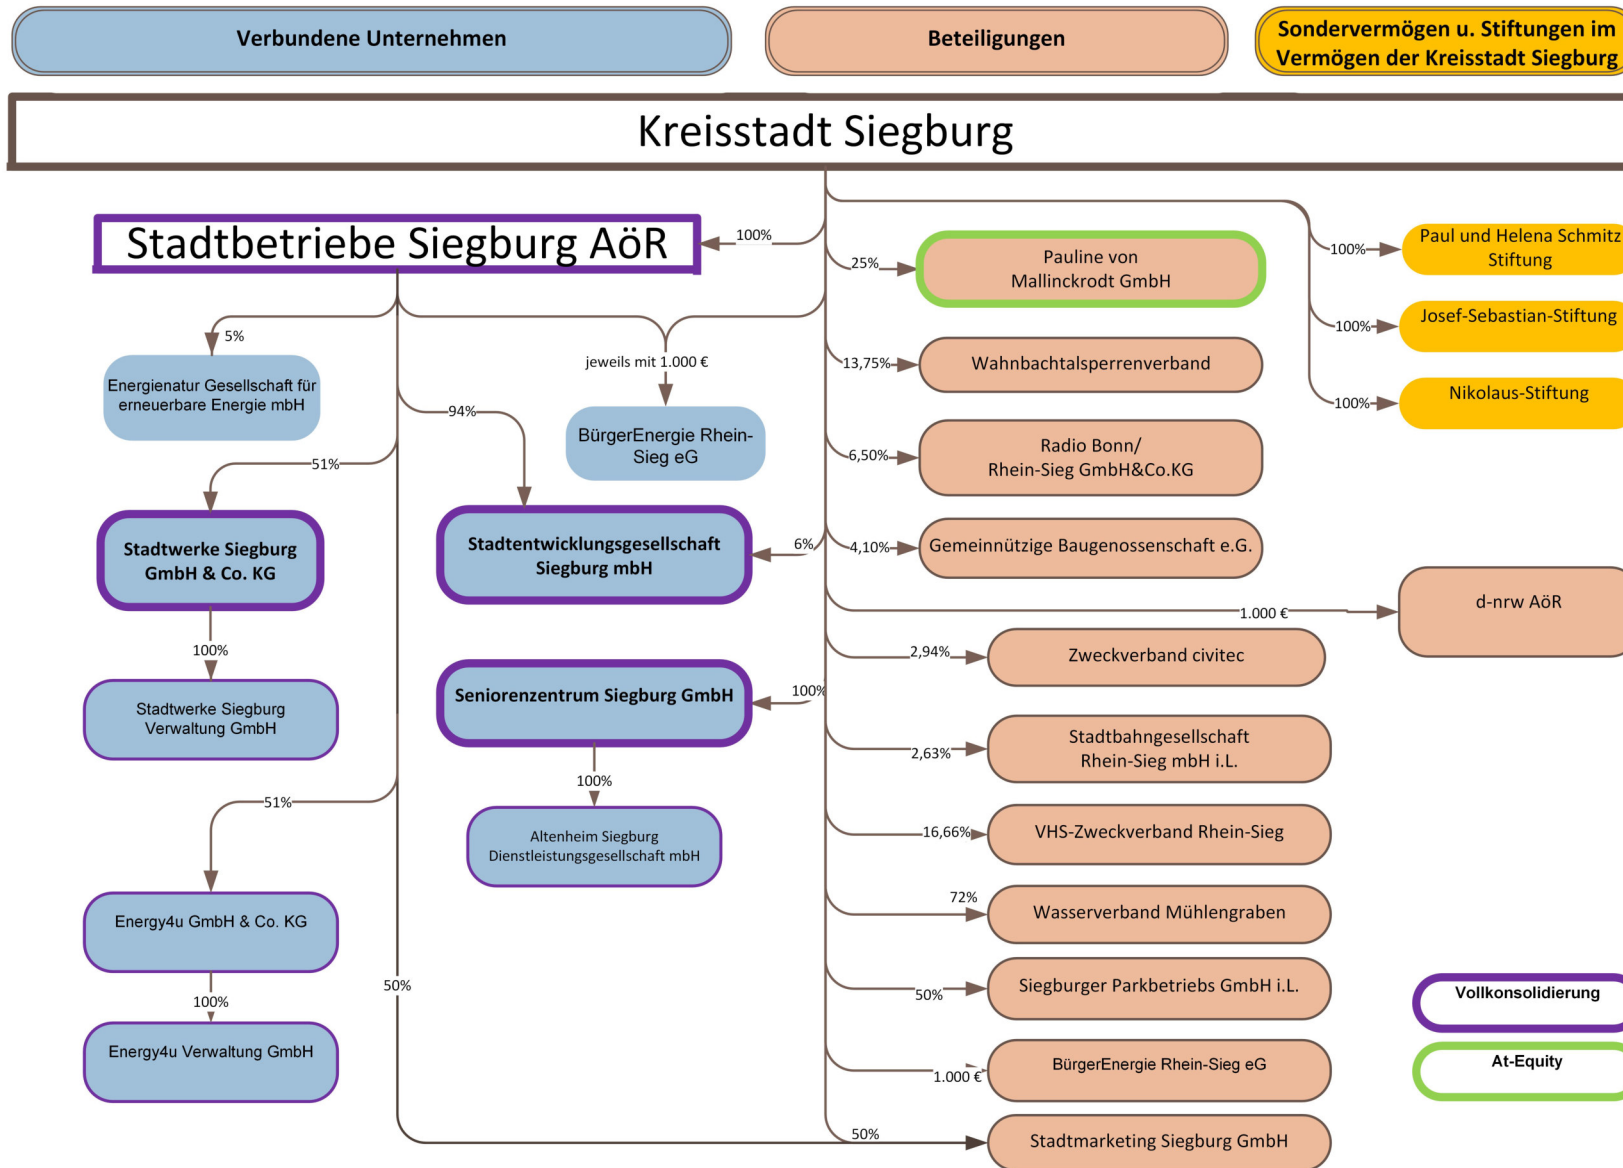 Verbundene Unternehmen
Beteiligungen
Sondervermögen u. Stiftungen im
Vermögen der Kreisstadt Siegburg
Kreisstadt Siegburg
Stadtbetriebe Siegburg AöR
100%
25%
Pauline von
Mallinckrodt GmbH
100%
Paul und Helena Schmitz
Stiftung
100%
Josef-Sebastian-Stiftung
100%
Nikolaus-Stiftung
5%
Energienatur Gesellschaft für
erneuerbare Energie mbH
jeweils mit 1.000 €
BürgerEnergie Rhein-
Sieg eG
13,75%
Wahnbachtalsperrenverband
94%
51%
6,50%
Radio Bonn/
Rhein-Sieg GmbH&Co.KG
Stadtwerke Siegburg
GmbH & Co. KG
Stadtentwicklungsgesellschaft
Siegburg mbH
6%
4,10%
Gemeinnützige Baugenossenschaft e.G.
1.000 €
d-nrw AöR
100%
Stadtwerke Siegburg
Verwaltung GmbH
Seniorenzentrum Siegburg GmbH
100%
2,94%
Zweckverband civitec
2,63%
Stadtbahngesellschaft
Rhein-Sieg mbH i.L.
100%
Altenheim Siegburg
Dienstleistungsgesellschaft mbH
51%
16,66%
VHS-Zweckverband Rhein-Sieg
Energy4u GmbH & Co. KG
72%
Wasserverband Mühlengraben
100%
50%
50%
Siegburger Parkbetriebs GmbH i.L.
Vollkonsolidierung
Energy4u Verwaltung GmbH
1.000 €
BürgerEnergie Rhein-Sieg eG
At-Equity
50%
Stadtmarketing Siegburg GmbH